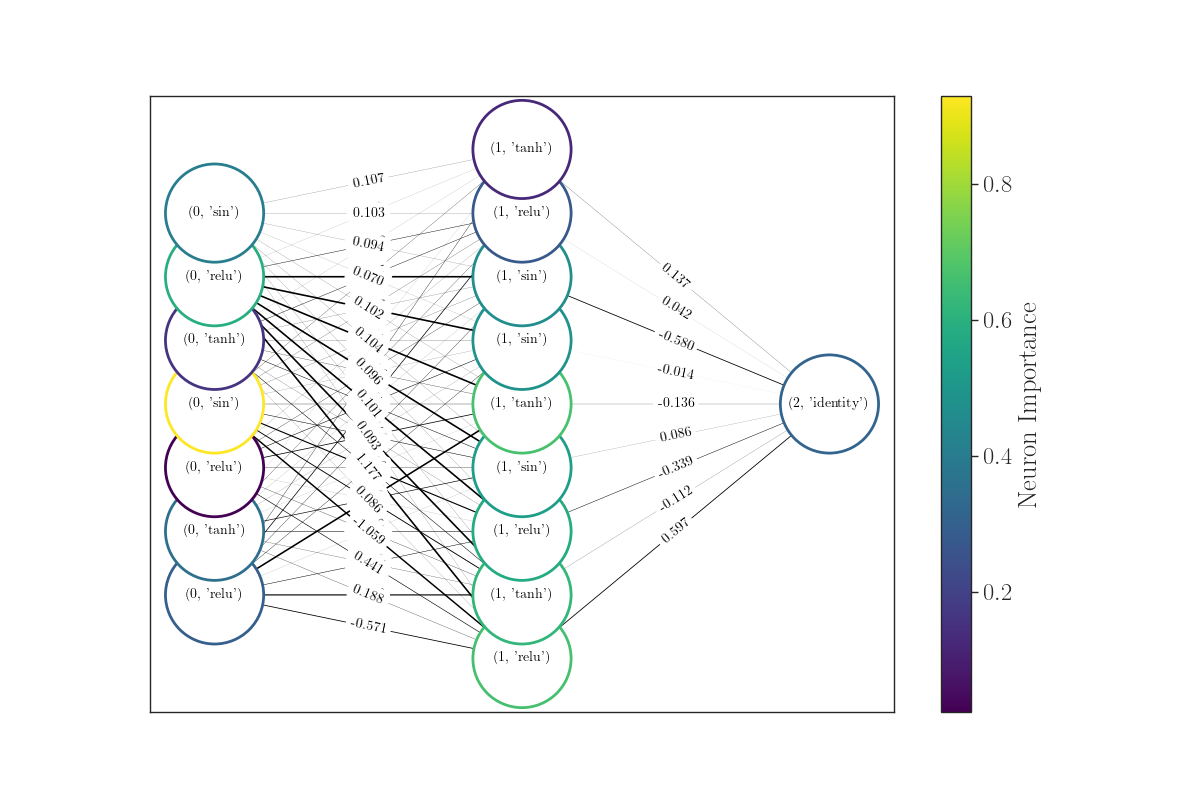 (0, 'sin')
(0, 'relu')
(0, 'tanh')
(0, 'sin')
(0, 'relu')
(0, 'tanh')
(0, 'relu')
0.107
0.103
0.094
0.070
0.102
0.104
0.096
0.101
0.093
1.177
0.086
-1.059
0.441
0.188
-0.571
(1, 'tanh')
(1, 'relu')
(1, 'sin')
(1, 'sin')
(1, 'tanh')
(1, 'sin')
(1, 'relu')
(1, 'tanh')
(1, 'relu')
0.137
0.042
-0.580
-0.014
-0.136
0.086
-0.339
-0.112
0.597
(2, 'identity')
0.8
0.6
0.4
0.2
Neuron Importance